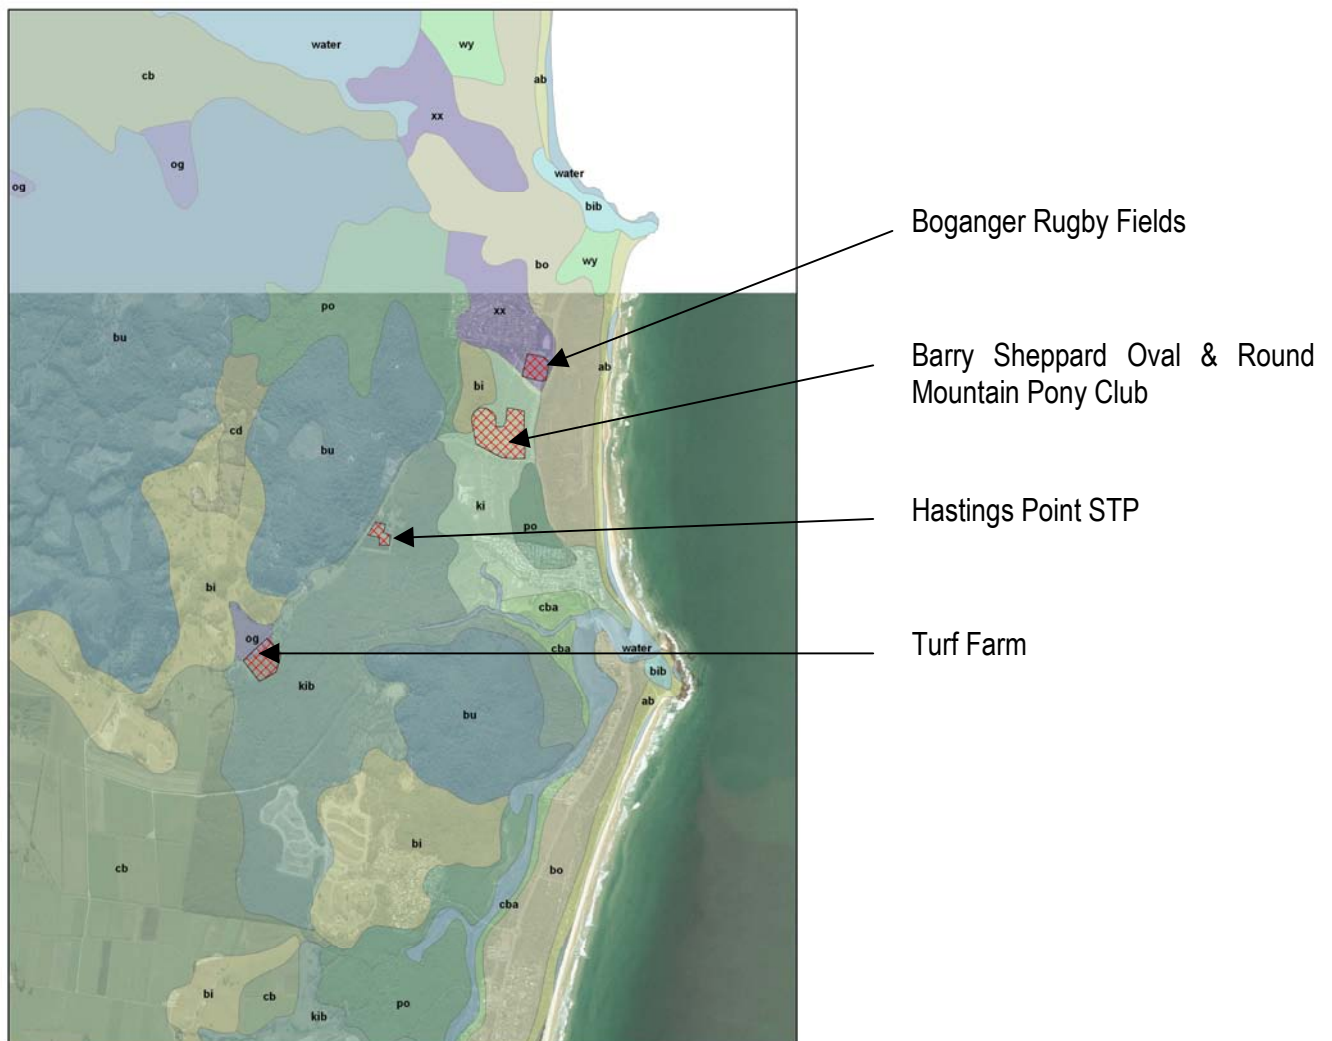 water
wy
cb
ab
xx
og
water
og
bib
Boganger Rugby Fields
wy
bo
po
xx
bu
Barry Sheppard Oval & Round
Mountain Pony Club
ab
bi
cd
bu
ki
Hastings Point STP
po
bi
cba
og
cba
water
Turf Farm
bib
kib
ab
bu
bi
cb
bo
cba
bi
cb
po
kib